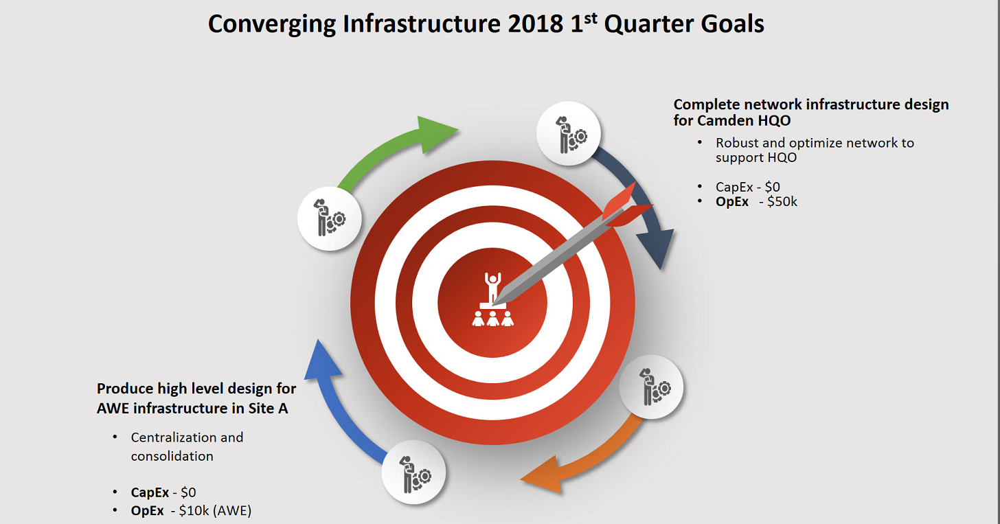 Converging Infrastructure 2018 1st Quarter Goals
Complete network infrastructure design
for Camden HQO
• Robust and optimize network to
support HQO
• CapEx - $0
• OpEx - $50k
Produce high level design for
AWE infrastructure in Site A
• Centralization and
consolidation
• CapEx - $0
• OpEx - $10k (AWE)